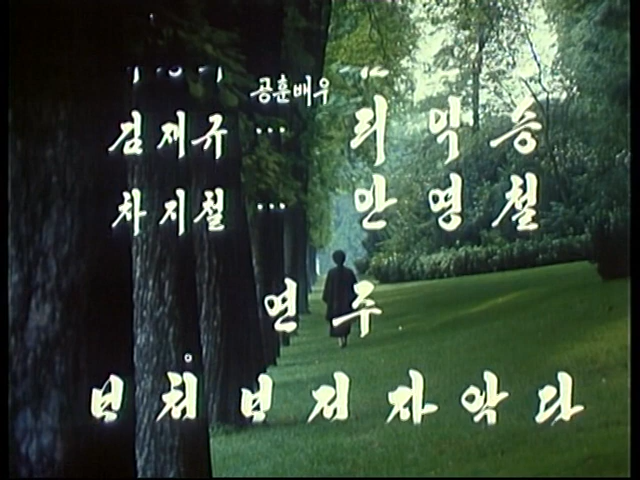 공훈배우
김재규 … 리 익 승
차지철 … 안 영 철
연 주
보 천 보 전 자 악 단